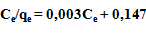 Cₑ/qₑ = 0,003Cₑ + 0,147